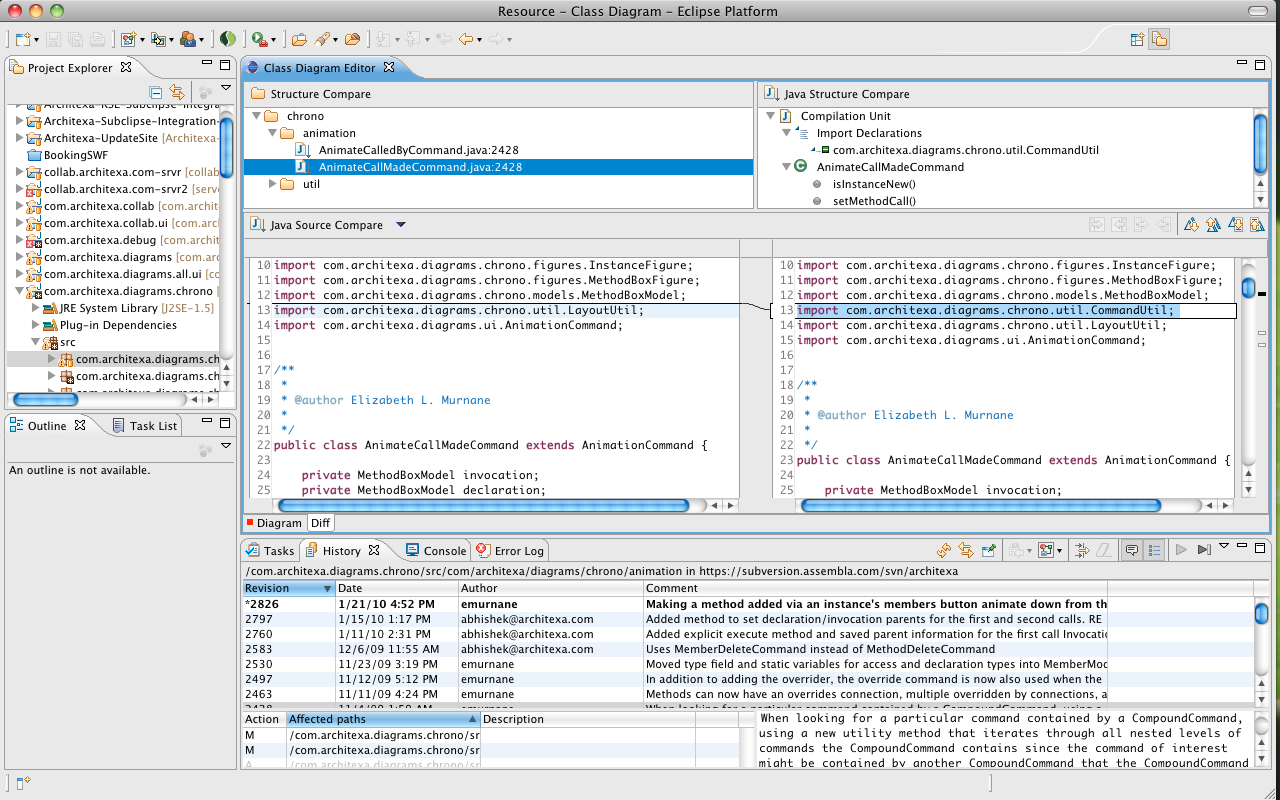 Resource - Class Diagram - Eclipse Platform
Project Explorer
Architexa-RSE-Subclipse-Integra
Architexa-Subclipse-Integration-
Architexa-UpdateSite [Architexa-
BookingSWF
collab.architexa.com-srvr [collab
collab.architexa.com-srvr2 [serve
com.architexa.collab [com.archite
com.architexa.collab.ui [com.arc
com.architexa.debug [com.archit
com.architexa.diagrams [com.arc
com.architexa.diagrams.all.ui [co
com.architexa.diagrams.chrono [
JRE System Library [J2SE-1.5]
Plug-in Dependencies
src
com.architexa.diagrams.ch
com.architexa.diagrams.ch
Outline
Task List
An outline is not available.
Class Diagram Editor
Structure Compare
chrono
animation
AnimateCalledByCommand.java:2428
AnimateCallMadeCommand.java:2428
util
Java Structure Compare
Compilation Unit
Import Declarations
com.architexa.diagrams.chrono.util.CommandUtil
AnimateCallMadeCommand
isInstanceNew()
setMethodCall()
Java Source Compare
10 import com.architexa.diagrams.chrono.figures.InstanceFigure;
11 import com.architexa.diagrams.chrono.figures.MethodBoxFigure;
12 import com.architexa.diagrams.chrono.models.MethodBoxModel;
13 import com.architexa.diagrams.chrono.util.LayoutUtil;
14 import com.architexa.diagrams.ui.AnimationCommand;
15
16
17 /**
18 *
19 * @author Elizabeth L. Murnane
20 *
21 */
22 public class AnimateCallMadeCommand extends AnimationCommand {
23
24 private MethodBoxModel invocation;
25 private MethodBoxModel declaration;
10 import com.architexa.diagrams.chrono.figures.InstanceFigure;
11 import com.architexa.diagrams.chrono.figures.MethodBoxFigure;
12 import com.architexa.diagrams.chrono.models.MethodBoxModel;
13 import com.architexa.diagrams.chrono.util.CommandUtil;
14 import com.architexa.diagrams.chrono.util.LayoutUtil;
15 import com.architexa.diagrams.ui.AnimationCommand;
16
17
18 /**
19 *
20 * @author Elizabeth L. Murnane
21 *
22 */
23 public class AnimateCallMadeCommand extends AnimationCommand {
24
25 private MethodBoxModel invocation;
Diagram
Diff
Tasks
History
Console
Error Log
/com.architexa.diagrams.chrono/src/com/architexa/diagrams/chrono/animation in https://subversion.assembla.com/svn/architexa
Revision Date Author Comment
*2826 1/21/10 4:52 PM emurnane Making a method added via an instance's members button animate down from th
2797 1/15/10 1:17 PM abhishek@architexa.com Added method to set declaration/invocation parents for the first and second calls. RE
2760 1/11/10 2:31 PM abhishek@architexa.com Added explicit execute method and saved parent information for the first call Invocatio
2583 12/6/09 11:55 AM abhishek@architexa.com Uses MemberDeleteCommand instead of MethodDeleteCommand
2530 11/23/09 3:19 PM emurnane Moved type field and static variables for access and declaration types into MemberMod
2497 11/12/09 5:12 PM emurnane In addition to adding the overrider, the override command is now also used when the
2463 11/11/09 4:24 PM emurnane Methods can now have an overrides connection, multiple overridden by connections, a
Action Affected paths Description
M /com.architexa.diagrams.chrono/sr
M /com.architexa.diagrams.chrono/sr
A /com.architexa.diagrams.chrono/sr
When looking for a particular command contained by a CompoundCommand,
using a new utility method that iterates through all nested levels of
commands the CompoundCommand contains since the command of interest
might be contained by another CompoundCommand that the CompoundCommand